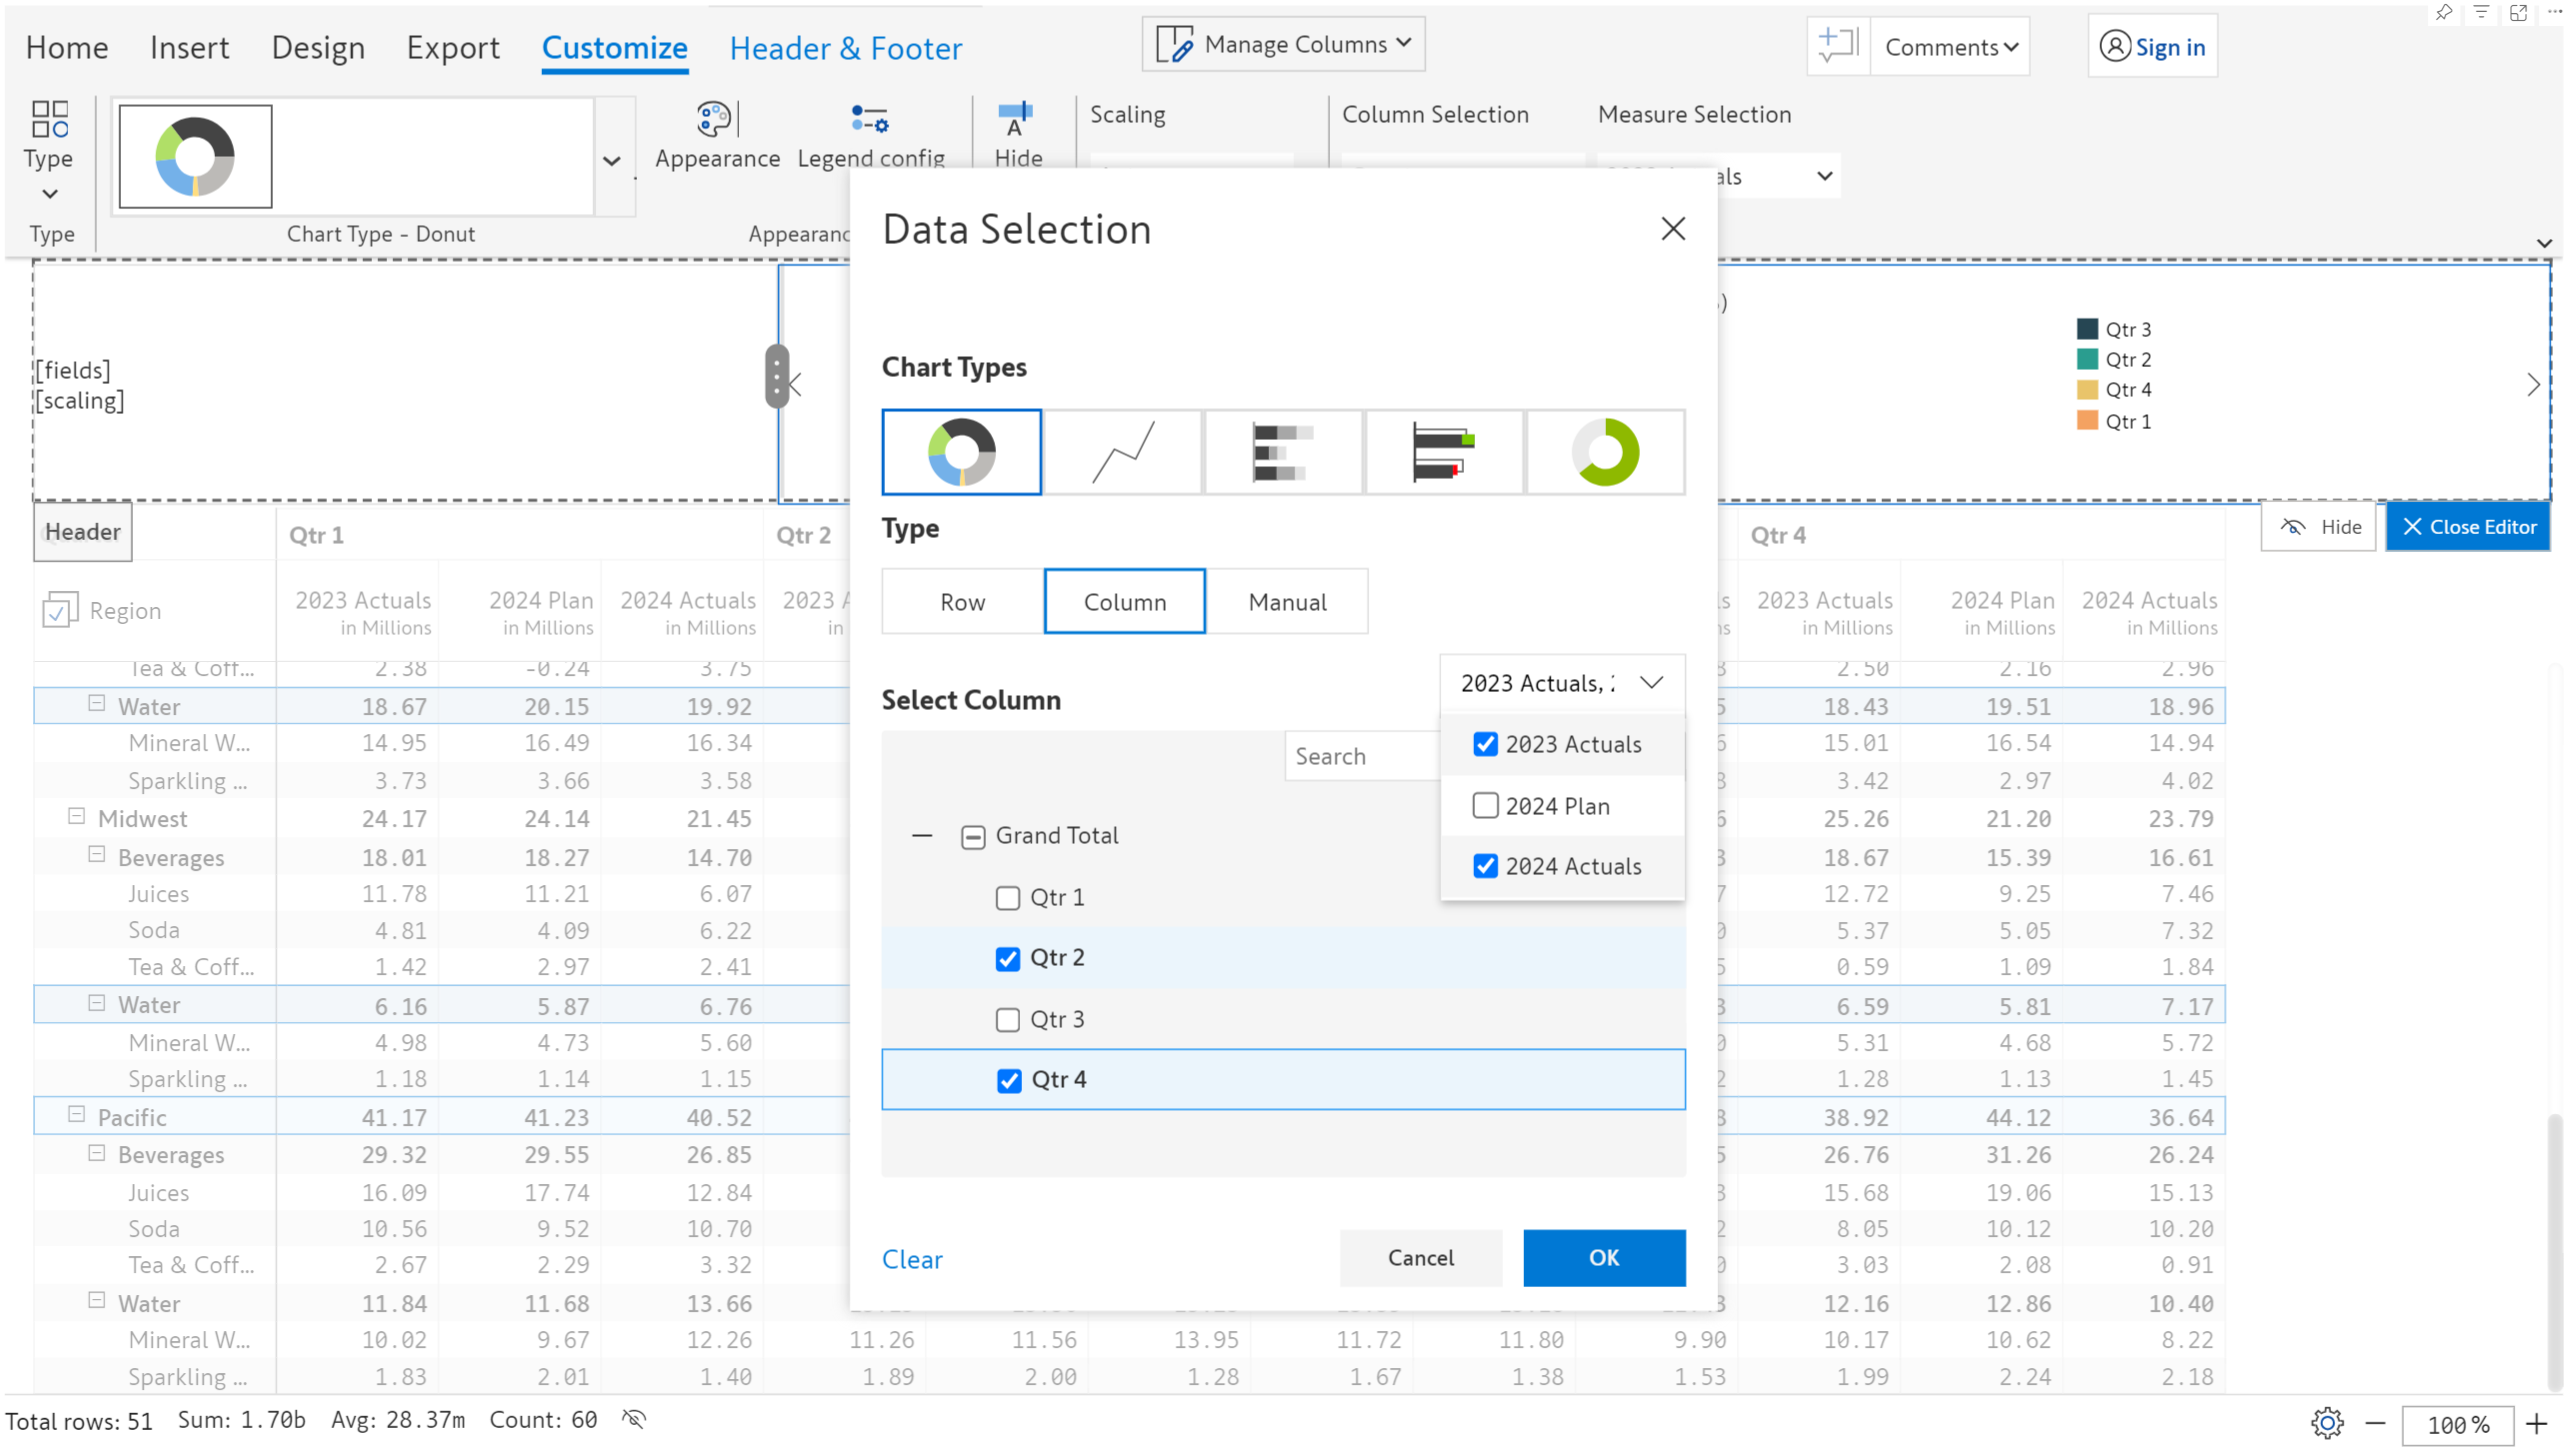 Home Insert Design Export Customize Header & Footer Manage Columns Comments Sign in
Type Appearance Legend config Hide Scaling Column Selection Measure Selection
Type Chart Type - Donut
Data Selection
[fields]
[scaling]
Qtr 3
Qtr 2
Qtr 4
Qtr 1
Chart Types
Type
Row Column Manual
Select Column
2023 Actuals,
Search
2023 Actuals
2024 Plan
2024 Actuals
Grand Total
Qtr 1
Qtr 2
Qtr 3
Qtr 4
Clear Cancel OK
Header Qtr 1 Qtr 2 Qtr 4 Hide Close Editor
Region 2023 Actuals 2024 Plan 2024 Actuals 2023 2023 Actuals 2024 Plan 2024 Actuals
in Millions in Millions in Millions in in Millions in Millions in Millions
Tea & Coff... 2.38 -0.24 3.75 2.50 2.16 2.96
Water 18.67 20.15 19.92 18.43 19.51 18.96
Mineral W... 14.95 16.49 16.34 15.01 16.54 14.94
Sparkling ... 3.73 3.66 3.58 3.42 2.97 4.02
Midwest 24.17 24.14 21.45 25.26 21.20 23.79
Beverages 18.01 18.27 14.70 18.67 15.39 16.61
Juices 11.78 11.21 6.07 12.72 9.25 7.46
Soda 4.81 4.09 6.22 5.37 5.05 7.32
Tea & Coff... 1.42 2.97 2.41 0.59 1.09 1.84
Water 6.16 5.87 6.76 6.59 5.81 7.17
Mineral W... 4.98 4.73 5.60 5.31 4.68 5.72
Sparkling ... 1.18 1.14 1.15 1.28 1.13 1.45
Pacific 41.17 41.23 40.52 38.92 44.12 36.64
Beverages 29.32 29.55 26.85 26.76 31.26 26.24
Juices 16.09 17.74 12.84 15.68 19.06 15.13
Soda 10.56 9.52 10.70 8.05 10.12 10.20
Tea & Coff... 2.67 2.29 3.32 3.03 2.08 0.91
Water 11.84 11.68 13.66 12.16 12.86 10.40
Mineral W... 10.02 9.67 12.26 11.26 11.56 13.95 11.72 11.80 9.90 10.17 10.62 8.22
Sparkling ... 1.83 2.01 1.40 1.89 2.00 1.28 1.67 1.38 1.53 1.99 2.24 2.18
Total rows: 51 Sum: 1.70b Avg: 28.37m Count: 60 100%